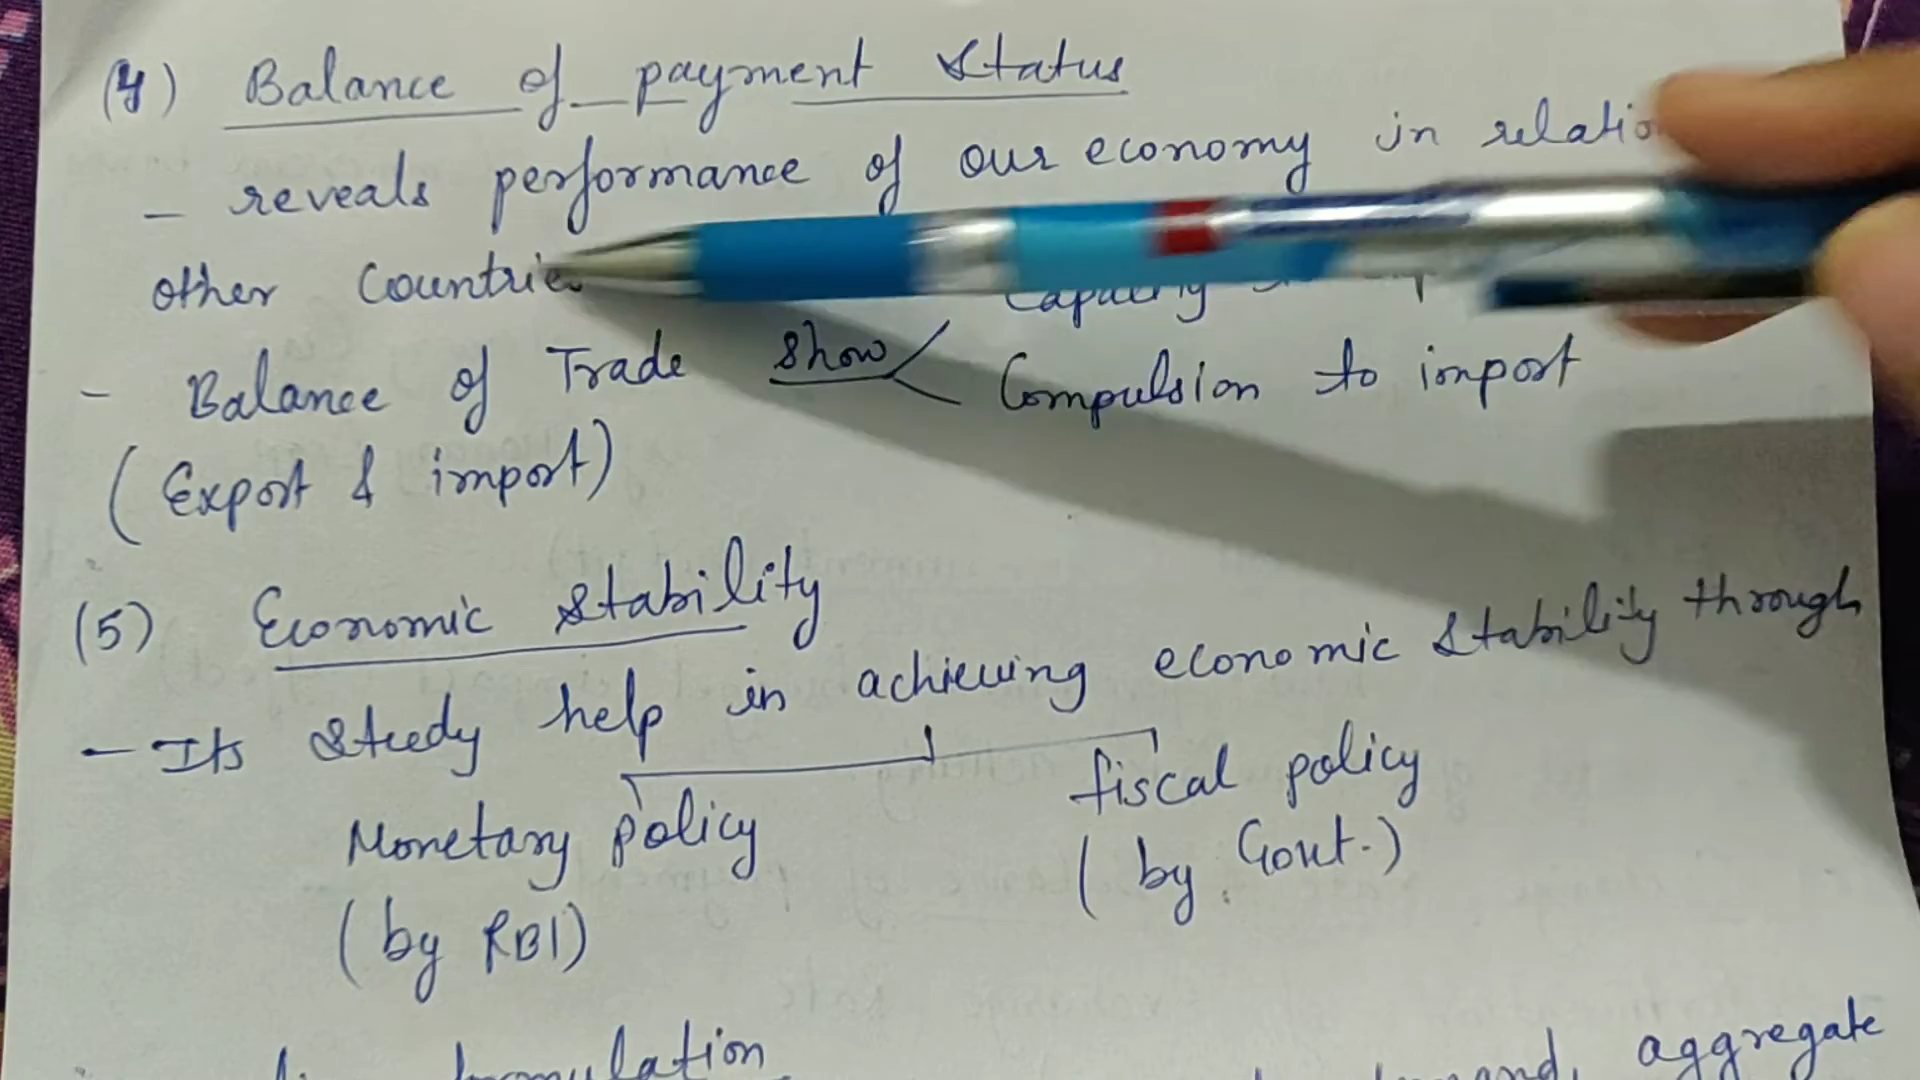 (4) Balance of payment Status
- reveals performance of our economy in
other Countries
Capacity
- Balance of Trade show Compulsion to import
(Export & import)
(5) Economic Stability
- Its study help in achieving economic stability through
Monetary policy fiscal policy
(by RBI) (by Govt.)
aggregate